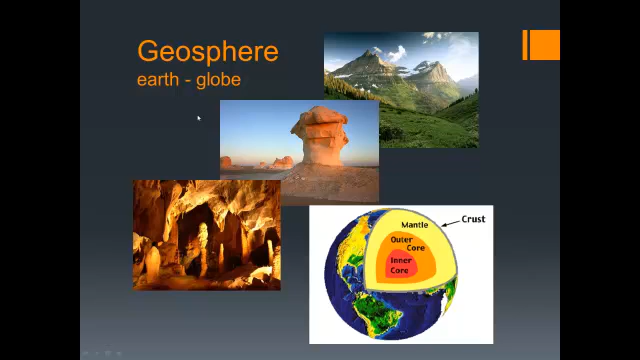 Geosphere
earth - globe
Crust
Mantle
Outer
Core
Inner
Core